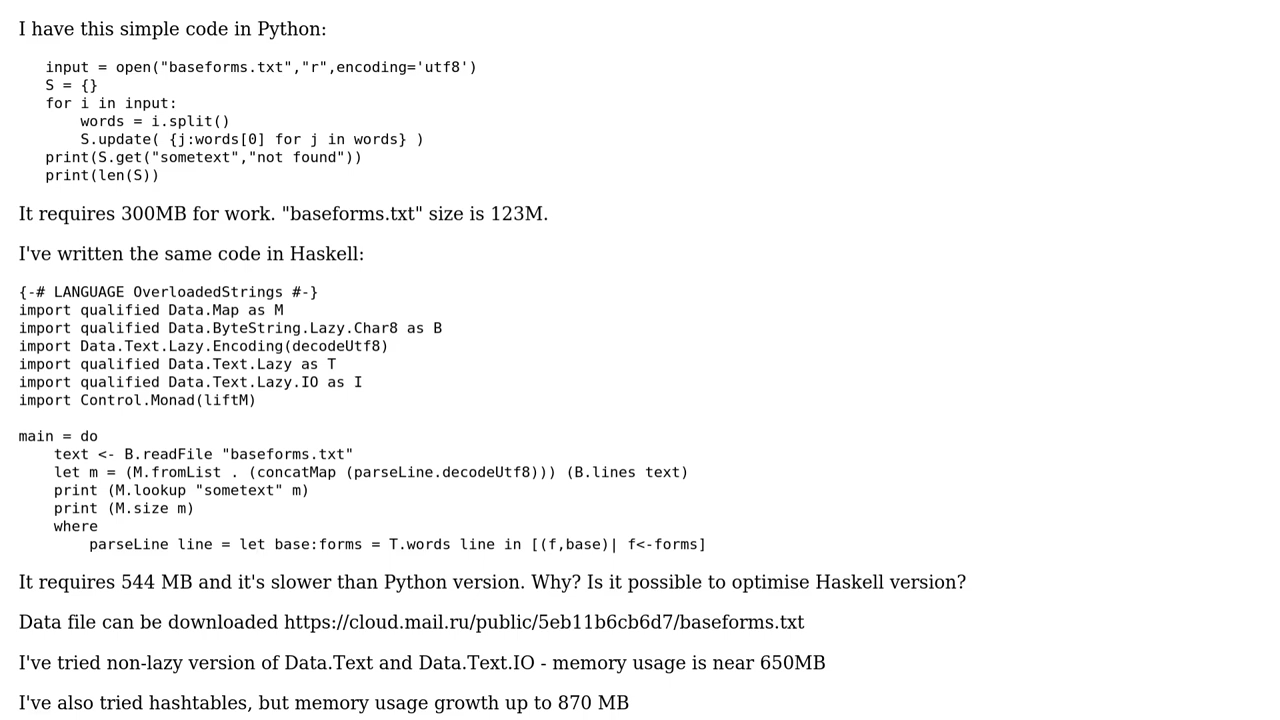 I have this simple code in Python:
input = open("baseforms.txt","r",encoding='utf8')
S = {}
for i in input:
    words = i.split()
    S.update( {j:words[0] for j in words} )
print(S.get("sometext","not found"))
print(len(S))
It requires 300MB for work. "baseforms.txt" size is 123M.
I've written the same code in Haskell:
{-# LANGUAGE OverloadedStrings #-}
import qualified Data.Map as M
import qualified Data.ByteString.Lazy.Char8 as B
import Data.Text.Lazy.Encoding(decodeUtf8)
import qualified Data.Text.Lazy as T
import qualified Data.Text.Lazy.IO as I
import Control.Monad(liftM)
main = do
    text <- B.readFile "baseforms.txt"
    let m = (M.fromList . (concatMap (parseLine.decodeUtf8))) (B.lines text)
    print (M.lookup "sometext" m)
    print (M.size m)
    where
        parseLine line = let base:forms = T.words line in [(f,base)| f<-forms]
It requires 544 MB and it's slower than Python version. Why? Is it possible to optimise Haskell version?
Data file can be downloaded https://cloud.mail.ru/public/5eb11b6cb6d7/baseforms.txt
I've tried non-lazy version of Data.Text and Data.Text.IO - memory usage is near 650MB
I've also tried hashtables, but memory usage growth up to 870 MB